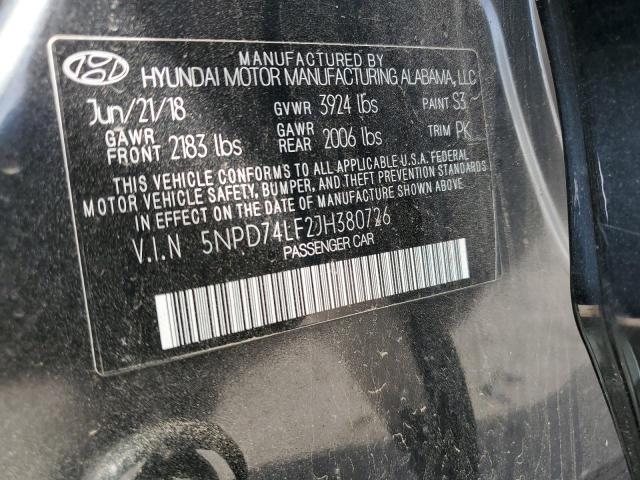 MANUFACTURED BY
HYUNDAI MOTOR MANUFACTURING ALABAMA, LLC
Jun/21/18 GVWR 3924 lbs PAINT S3
GAWR FRONT 2183 lbs GAWR REAR 2006 lbs TRIM PK
THIS VEHICLE CONFORMS TO ALL APPLICABLE U.S.A. FEDERAL
MOTOR VEHICLE SAFETY, BUMPER, AND THEFT PREVENTION STANDARDS
IN EFFECT ON THE DATE OF MANUFACTURE SHOWN ABOVE.
V.I.N 5NPD74LF2JH380726
PASSENGER CAR